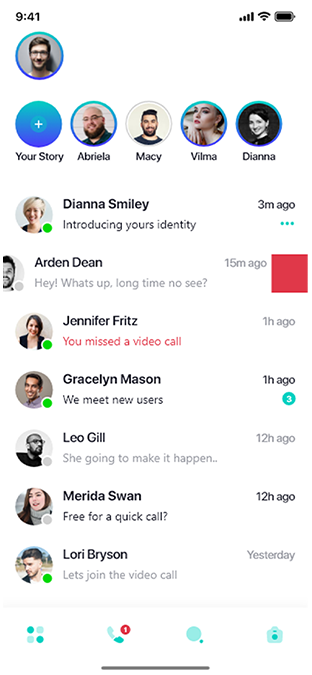 9:41
Your Story
Abriela
Macy
Vilma
Dianna
Dianna Smiley
3m ago
Introducing yours identity
Arden Dean
15m ago
Hey! Whats up, long time no see?
Jennifer Fritz
1h ago
You missed a video call
Gracelyn Mason
1h ago
We meet new users
3
Leo Gill
12h ago
She going to make it happen..
Merida Swan
12h ago
Free for a quick call?
Lori Bryson
Yesterday
Lets join the video call
1